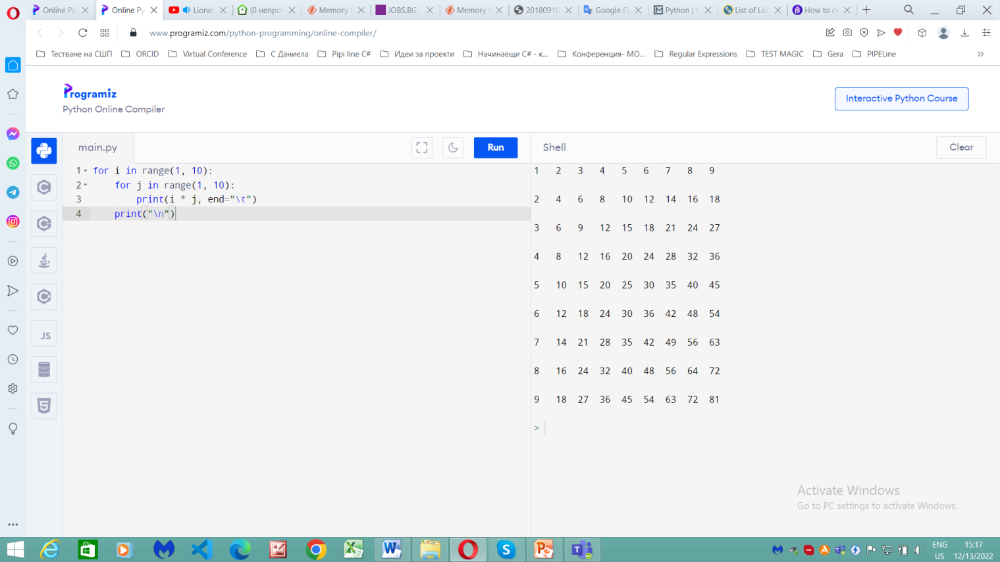 Online Py
Online Py
Lionel
(0 непро
Memory
JOBS.BG
Memory
20180916
Google П
Python | C
List of List
How to c
www.programiz.com/python-programming/online-compiler/
Тестване на СШП
ORCID
Virtual Conference
С Даниела
Pipi line C#
Идеи за проекти
Начинаещи C# - к...
Конференция- МО...
Regular Expressions
TEST MAGIC
Gera
PIPELine
Programiz
Python Online Compiler
Interactive Python Course
main.py
Run
Shell
Clear
1 for i in range(1, 10):
2 for j in range(1, 10):
3 print(i * j, end="\t")
4 print("\n")
JS
1 2 3 4 5 6 7 8 9
2 4 6 8 10 12 14 16 18
3 6 9 12 15 18 21 24 27
4 8 12 16 20 24 28 32 36
5 10 15 20 25 30 35 40 45
6 12 18 24 30 36 42 48 54
7 14 21 28 35 42 49 56 63
8 16 24 32 40 48 56 64 72
9 18 27 36 45 54 63 72 81
>
Activate Windows
Go to PC settings to activate Windows.
ENG
US
15:17
12/13/2022